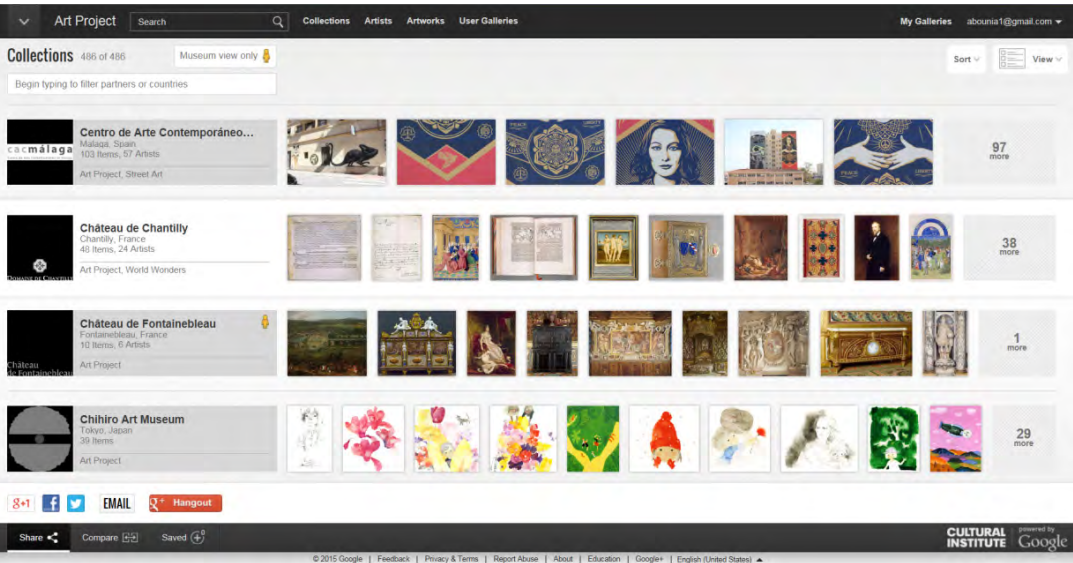 Art Project Search Collections Artists Artworks User Galleries My Galleries abounia1@gmail.com
Collections 486 of 486 Museum view only Sort View
Begin typing to filter partners or countries
Centro de Arte Contemporáneo...
cacmálaga
Málaga, Spain
103 Items, 57 Artists
Art Project, Street Art
97
more
Château de Chantilly
Chantilly, France
48 Items, 24 Artists
Art Project, World Wonders
DOMAINE DE CHANTILLY
38
more
Château de Fontainebleau
Fontainebleau, France
10 Items, 6 Artists
Art Project
Château
de Fontainebleau
1
more
Chihiro Art Museum
Tokyo, Japan
39 Items
Art Project
29
more
g+1 EMAIL g+ Hangout
Share Compare Saved 0
CULTURAL
INSTITUTE
powered by
Google
© 2015 Google | Feedback | Privacy & Terms | Report Abuse | About | Education | Google+ | English (United States)